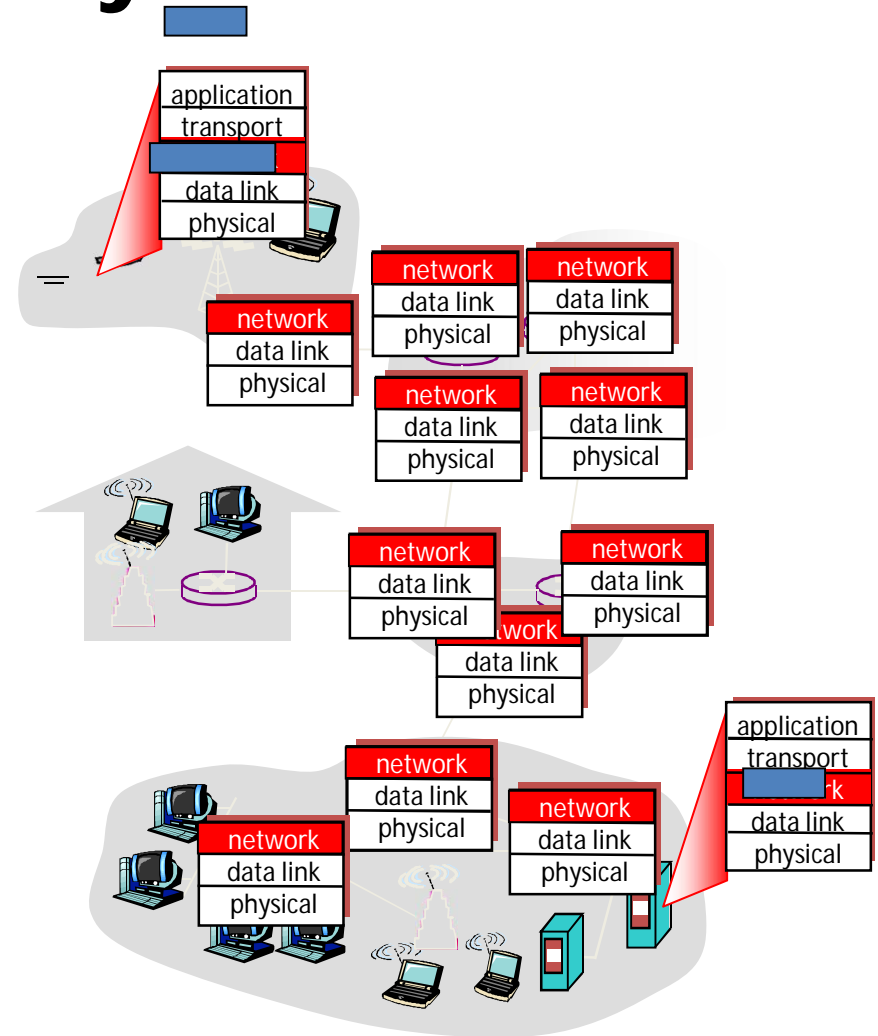 application
transport
data link
physical
network
data link
physical
network
data link
physical
network
data link
physical
network
data link
physical
network
data link
physical
network
data link
physical
network
data link
physical
data link
physical
application
transport
data link
physical
network
data link
physical
network
data link
physical
network
data link
physical